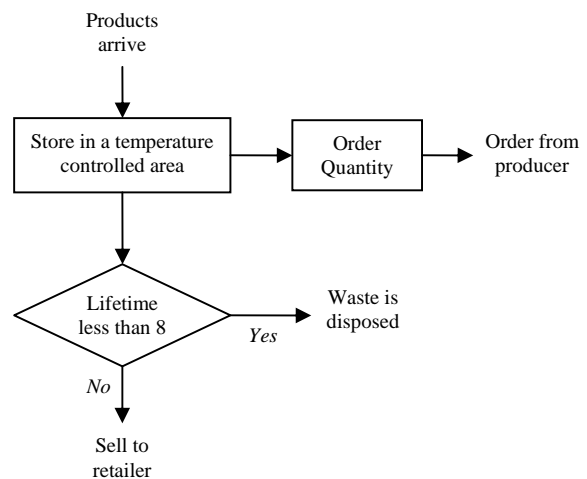 Products
arrive
Store in a temperature
controlled area
Order
Quantity
Order from
producer
Lifetime
less than 8
Yes
Waste is
disposed
No
Sell to
retailer